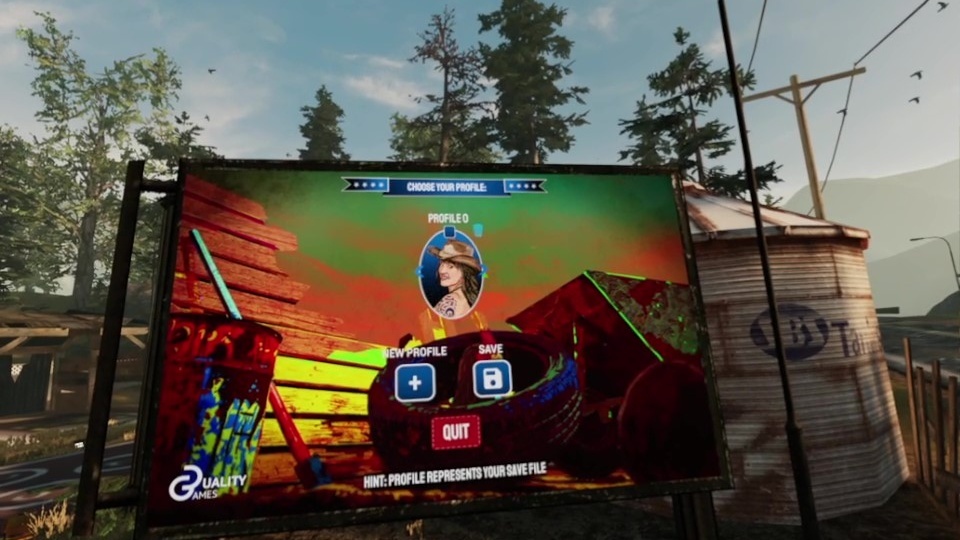 CHOOSE YOUR PROFILE:
PROFILE 0
NEW PROFILE
SAVE
QUIT
HINT: PROFILE REPRESENTS YOUR SAVE FILE
QUALITY
GAMES